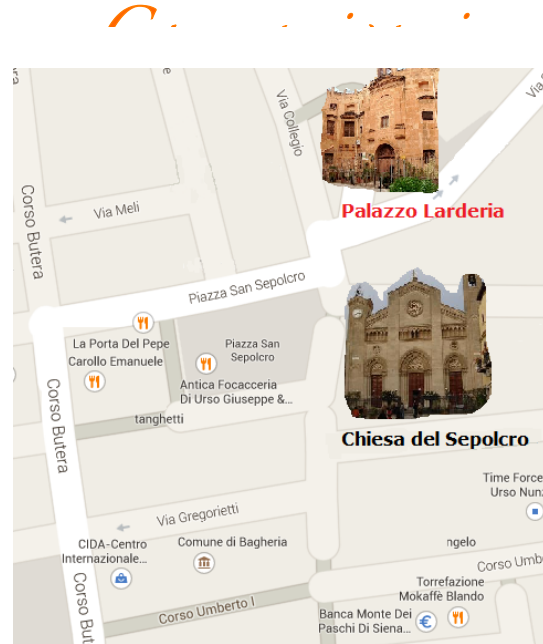 Via Collegio
Corso Butera
Via Meli
Palazzo Larderia
Piazza San Sepolcro
La Porta Del Pepe
Carollo Emanuele
Piazza San
Sepolcro
Antica Focacceria
Di Urso Giuseppe &...
tanghetti
Corso Butera
Chiesa del Sepolcro
Time Force
Urso Nunz
Via Gregorietti
CIDA-Centro
Internazionale...
Comune di Bagheria
ngelo
Corso Umb
Torrefazione
Mokaffè Blando
Corso Umberto I
Corso But
Banca Monte Dei
Paschi Di Siena...